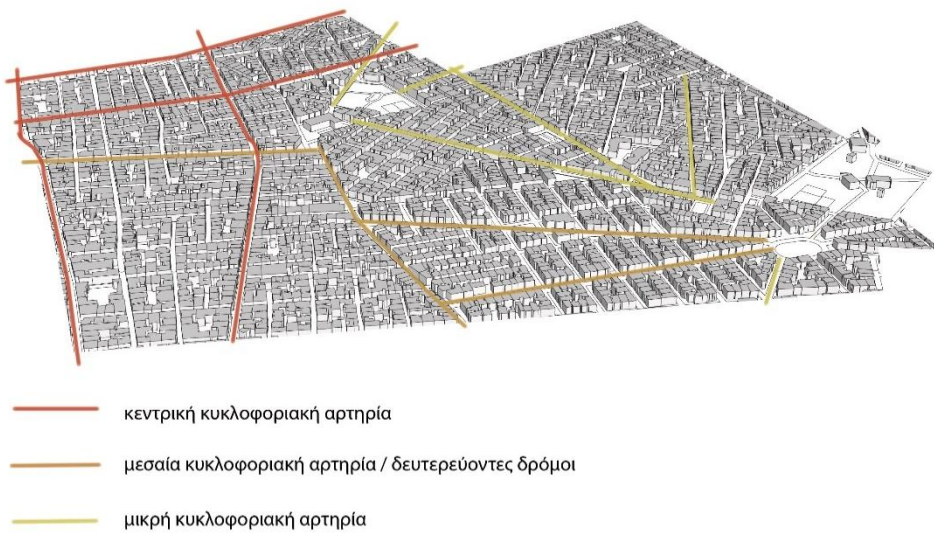 κεντρική κυκλοφοριακή αρτηρία
μεσαία κυκλοφοριακή αρτηρία / δευτερεύοντες δρόμοι
μικρή κυκλοφοριακή αρτηρία